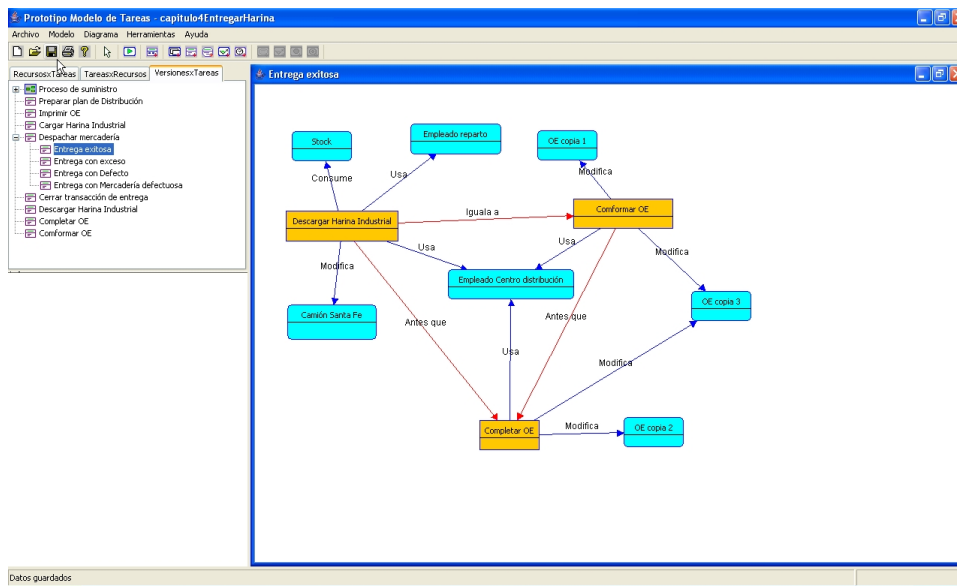 Prototipo Modelo de Tareas - capitulo4EntregarHarina
Archivo Modelo Diagrama Herramientas Ayuda
RecursosxTareas TareasxRecursos VersionesxTareas
Proceso de suministro
Preparar plan de Distribución
Imprimir OE
Cargar Harina Industrial
Despachar mercadería
Entrega exitosa
Entrega con exceso
Entrega con Defecto
Entrega con Mercadería defectuosa
Cerrar transacción de entrega
Descargar Harina Industrial
Completar OE
Comformar OE
Entrega exitosa
Stock
Empleado reparto
OE copia 1
Consume
Usa
Modifica
Descargar Harina Industrial
Iguala a
Comformar OE
Usa
Usa
Modifica
Modifica
Empleado Centro distribución
OE copia 3
Camión Santa Fe
Antes que
Antes que
Usa
Modifica
Completar OE
Modifica
OE copia 2
Datos guardados